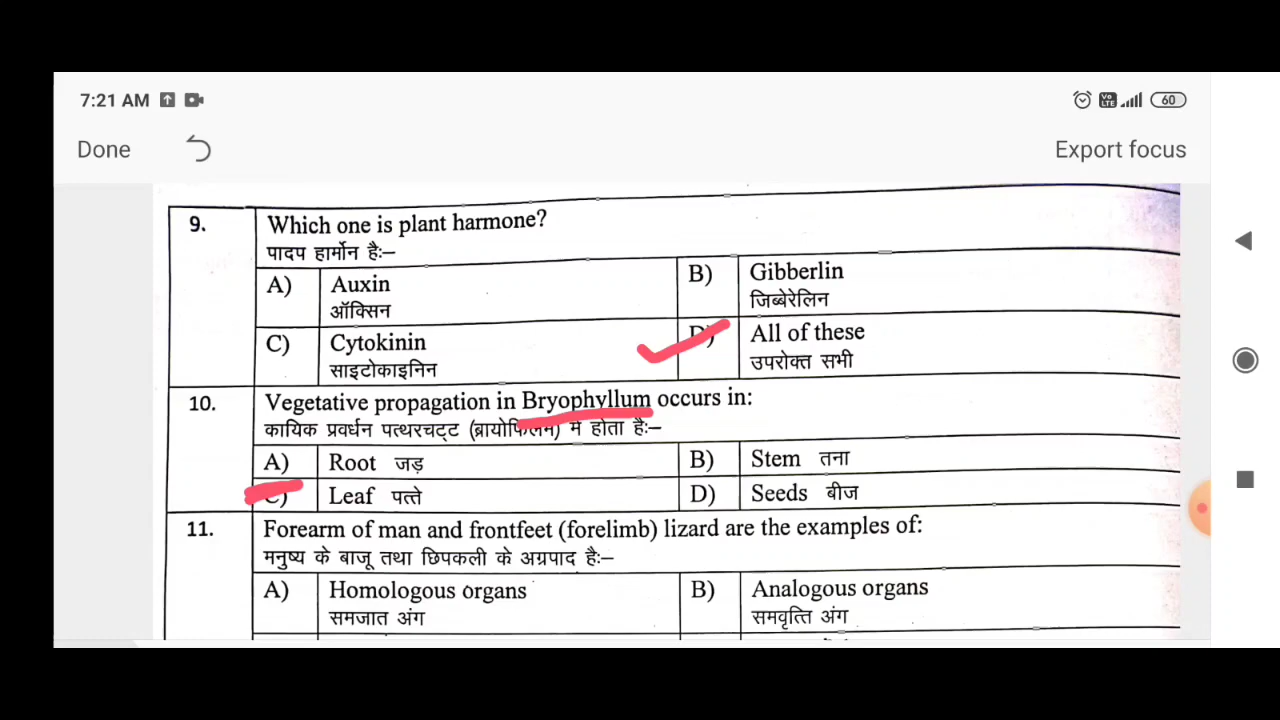 7:21 AM
Vo LTE
60
Done
Export focus
9. Which one is plant harmone?
पादप हार्मोन है:–
A) Auxin B) Gibberlin
ऑक्सिन जिब्बेरेलिन
C) Cytokinin D) All of these
साइटोकाइनिन उपरोक्त सभी
10. Vegetative propagation in Bryophyllum occurs in:
कायिक प्रवर्धन पत्थरचट्ट (ब्रायोफिलम) में होता है:–
A) Root जड़ B) Stem तना
C) Leaf पत्ते D) Seeds बीज
11. Forearm of man and frontfeet (forelimb) lizard are the examples of:
मनुष्य के बाजू तथा छिपकली के अग्रपाद है:–
A) Homologous organs B) Analogous organs
समजात अंग समवृत्ति अंग